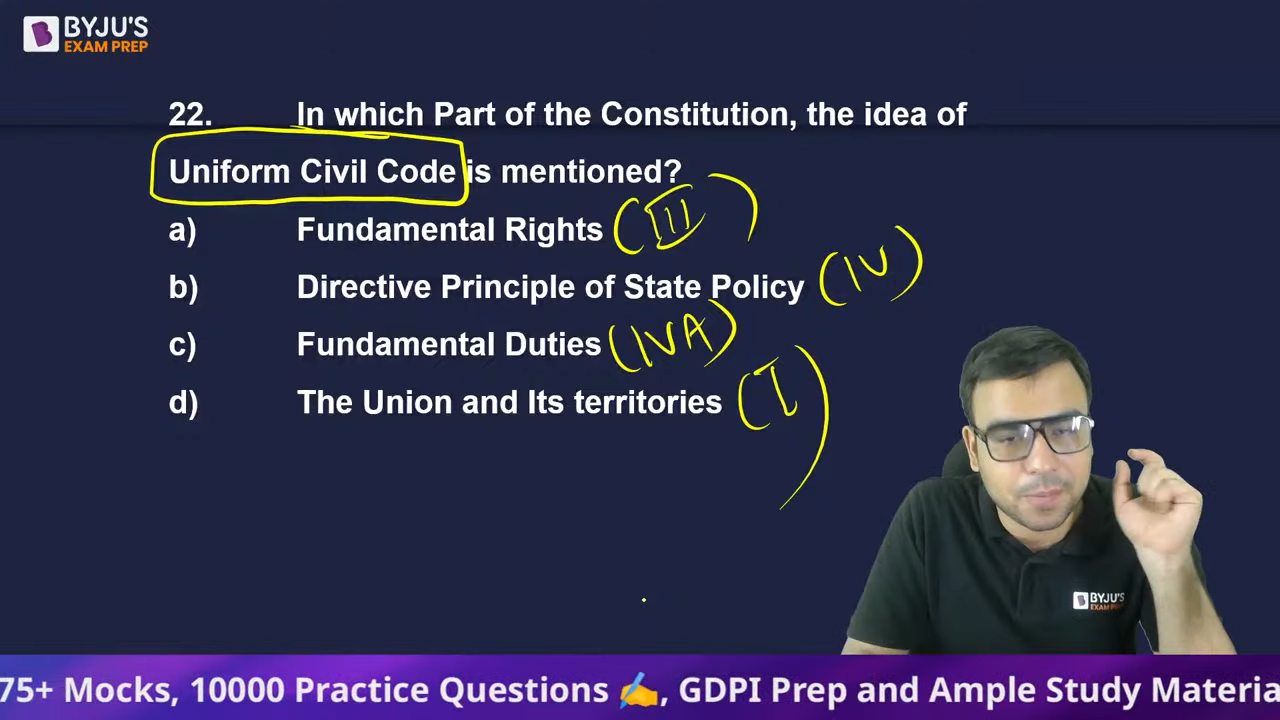 BYJU'S
EXAM PREP
22. In which Part of the Constitution, the idea of
Uniform Civil Code is mentioned?
a) Fundamental Rights (III)
b) Directive Principle of State Policy (IV)
c) Fundamental Duties (IVA)
d) The Union and Its territories (I)
BYJU'S
EXAM PREP
75+ Mocks, 10000 Practice Questions ✍️, GDPI Prep and Ample Study Materia